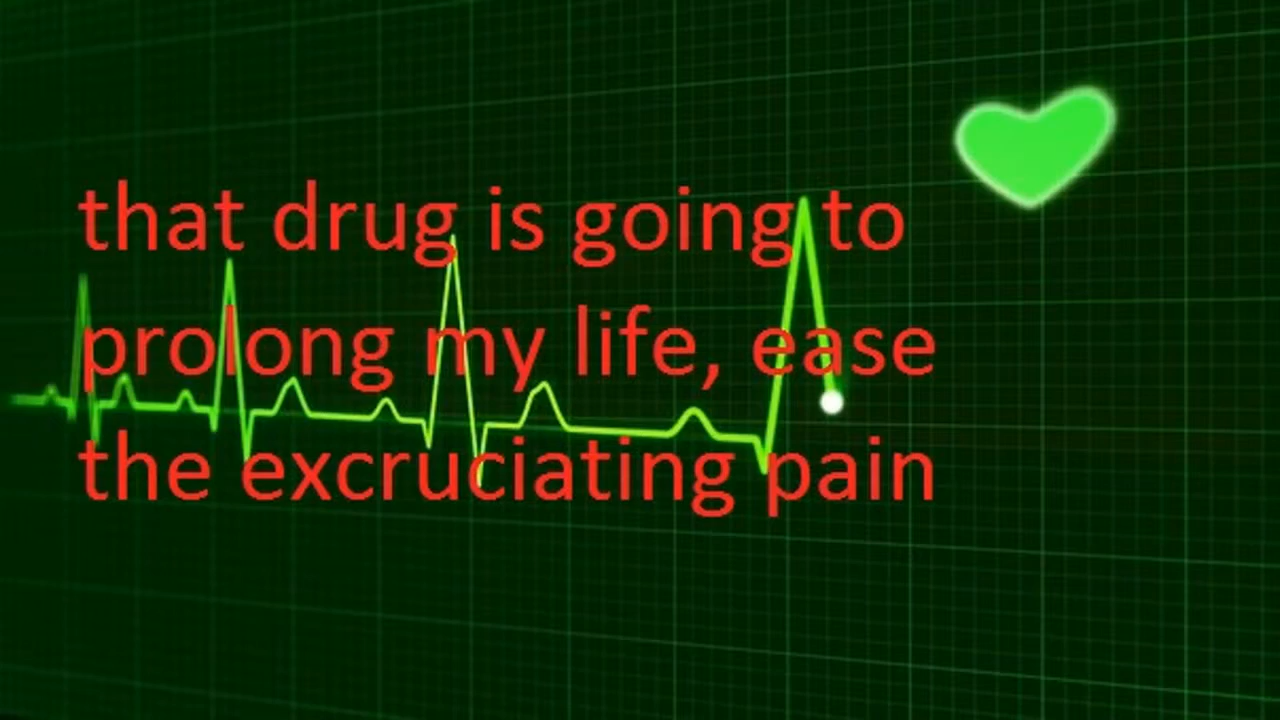 that drug is going to
prolong my life, ease
the excruciating pain